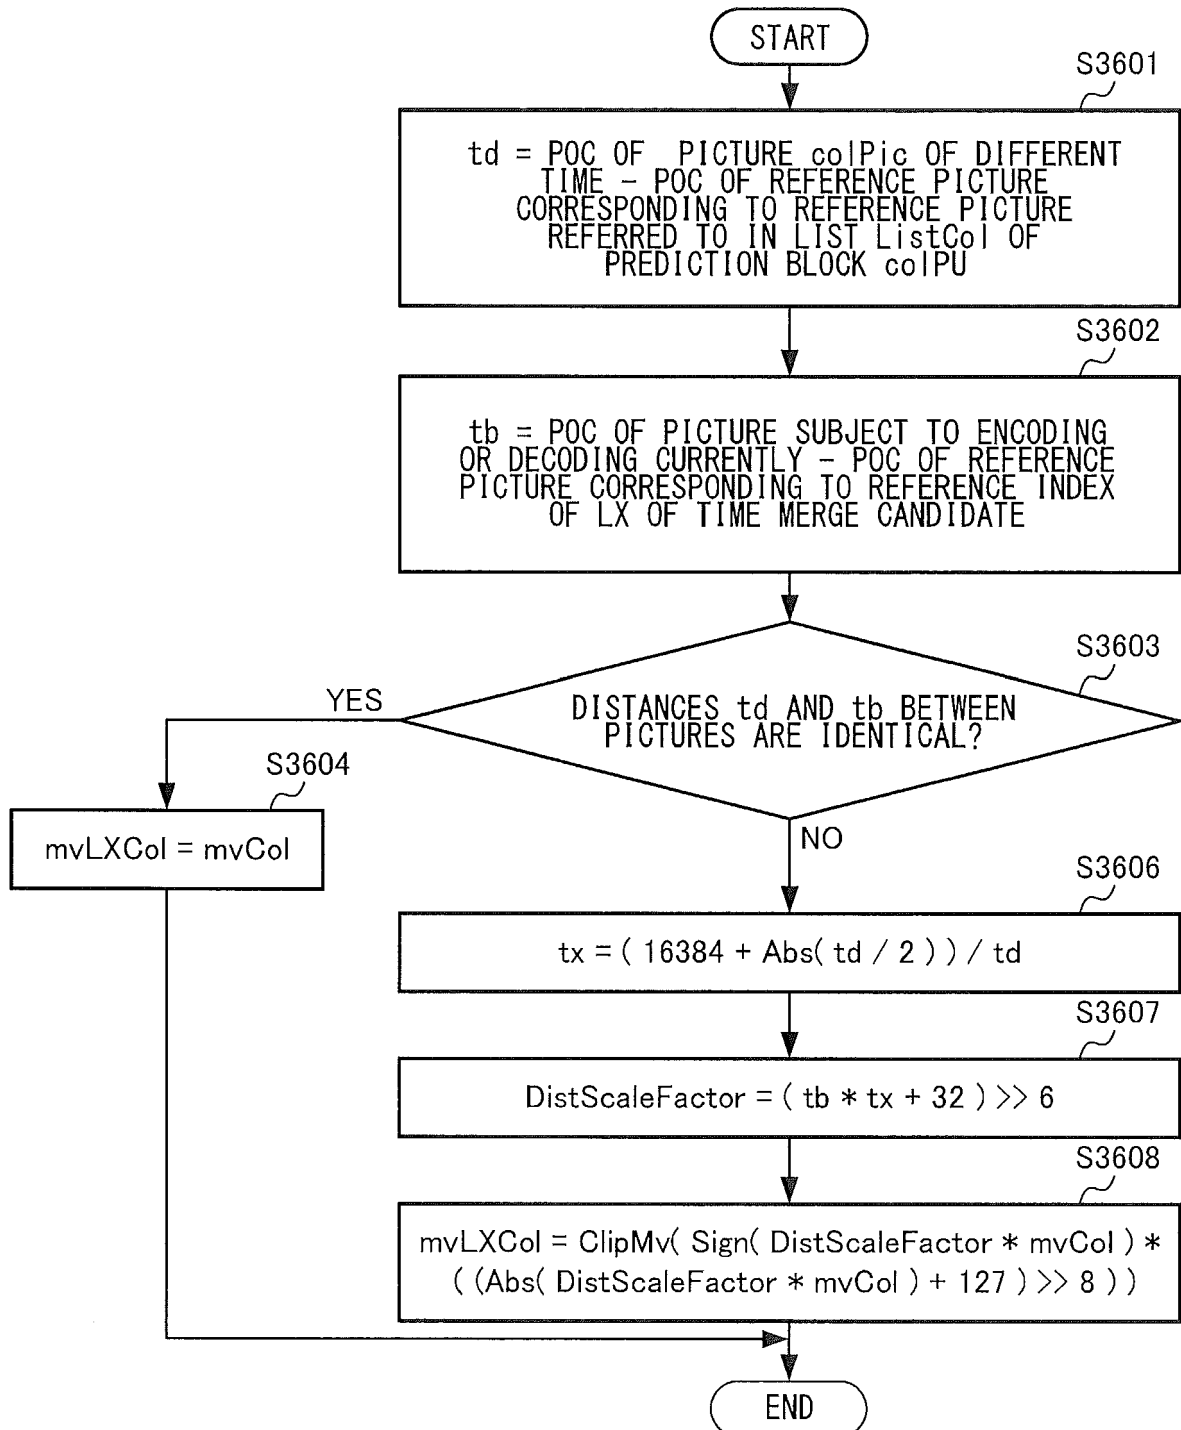 START
S3601
td = POC OF PICTURE colPic OF DIFFERENT
TIME - POC OF REFERENCE PICTURE
CORRESPONDING TO REFERENCE PICTURE
REFERRED TO IN LIST ListCol OF
PREDICTION BLOCK colPU
S3602
tb = POC OF PICTURE SUBJECT TO ENCODING
OR DECODING CURRENTLY - POC OF REFERENCE
PICTURE CORRESPONDING TO REFERENCE INDEX
OF LX OF TIME MERGE CANDIDATE
S3603
DISTANCES td AND tb BETWEEN
PICTURES ARE IDENTICAL?
YES
S3604
mvLXCol = mvCol
NO
S3606
tx = ( 16384 + Abs( td / 2 ) ) / td
S3607
DistScaleFactor = ( tb * tx + 32 ) >> 6
S3608
mvLXCol = ClipMv( Sign( DistScaleFactor * mvCol ) *
( (Abs( DistScaleFactor * mvCol ) + 127 ) >> 8 ) )
END